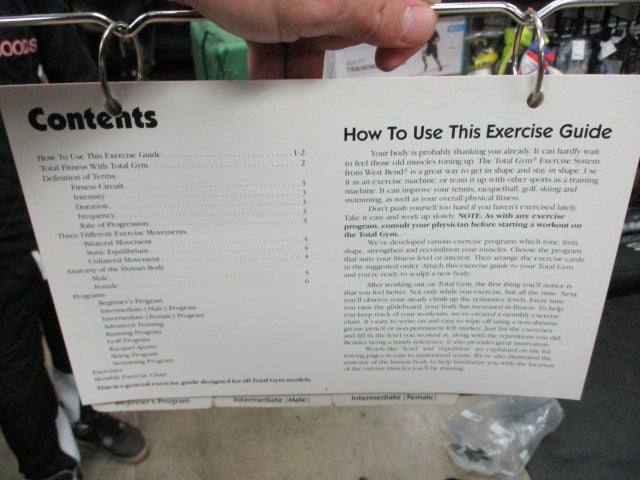 OODS
TRAINING
Contents
How To Use This Exercise Guide 1-2
Total Fitness With Total Gym 2
Definition of Terms:
Fitness Circuit 3
Intensity 3
Duration 3
Frequency 3
Rate of Progression 3
Three Different Exercise Movements:
Bilateral Movement 4
Static Equilibrium 4
Unilateral Movement 4
Anatomy of the Human Body
Male 5
Female 6
Programs
Beginner's Program
Intermediate (Male) Program
Intermediate (Female) Program
Advanced Training
Running Program
Golf Program
Racquet Sports
Skiing Program
Swimming Program
Exercises
Monthly Exercise Chart
This is a general exercise guide designed for all Total Gym models.
How To Use This Exercise Guide
Your body is probably thanking you already. It can hardly wait
to feel those old muscles toning up. The Total Gym® Exercise System
from West Bend® is a great way to get in shape and stay in shape. Use
it as an exercise machine, or team it up with other sports as a training
machine. It can improve your tennis, racquetball, golf, skiing and
swimming, as well as your overall physical fitness.
Don't push yourself too hard if you haven't exercised lately.
Take it easy and work up slowly. NOTE: As with any exercise
program, consult your physician before starting a workout on
the Total Gym.
We've developed various exercise programs which tone, firm,
shape, strengthen and recondition your muscles. Choose the program
that suits your fitness level or interest. Then arrange the exercise cards
in the suggested order. Attach this exercise guide to your Total Gym
and you're ready to sculpt a new body.
After working out on Total Gym, the first thing you'll notice is
that you feel better. Not only while you exercise, but all the time. Next,
you'll observe your steady climb up the resistance levels. Every time
you raise the glideboard, your body has increased in fitness. To help
you keep track of your workouts, we've created a monthly exercise
chart. It's easy to write on and easy to wipe off using a non-abrasive
grease pencil or non-permanent felt marker. Just list the exercises
and fill in the level you worked at, along with the repetitions you did.
Besides being a handy reference, it also provides great motivation.
Words like "level" and "repetition" are explained on the fol-
lowing pages in easy to understand terms. We've also illustrated the
anatomy of the human body to help familiarize you with the location
of the various muscles you'll be training.
1
Beginner's Program
Intermediate (Male)
Intermediate (Female)